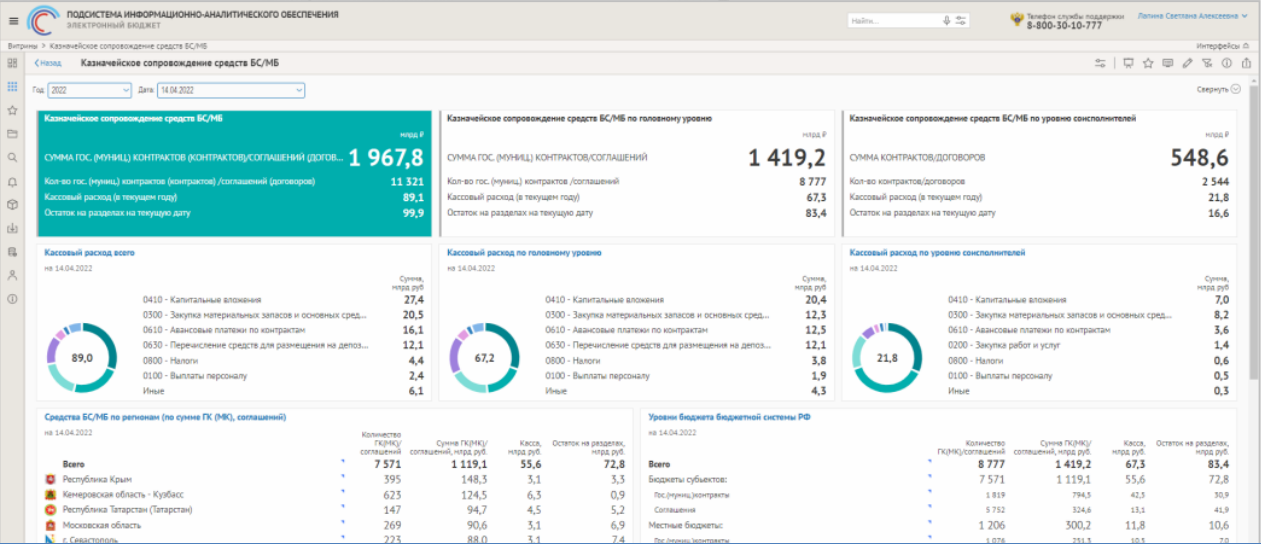 ПОДСИСТЕМА ИНФОРМАЦИОННО-АНАЛИТИЧЕСКОГО ОБЕСПЕЧЕНИЯ
ЭЛЕКТРОННЫЙ БЮДЖЕТ
Найти...
Телефон службы поддержки
8-800-30-10-777
Лапина Светлана Алексеевна
Витрины > Казначейское сопровождение средств БС/МБ
Интерфейсы
Назад Казначейское сопровождение средств БС/МБ
Год 2022 Дата 14.04.2022 Свернуть
Казначейское сопровождение средств БС/МБ
млрд ₽
СУММА ГОС. (МУНИЦ.) КОНТРАКТОВ (КОНТРАКТОВ)/СОГЛАШЕНИЙ (ДОГОВ... 1 967,8
Кол-во гос. (муниц.) контрактов (контрактов) /соглашений (договоров) 11 321
Кассовый расход (в текущем году) 89,1
Остаток на разделах на текущую дату 99,9
Казначейское сопровождение средств БС/МБ по головному уровню
млрд ₽
СУММА ГОС. (МУНИЦ.) КОНТРАКТОВ/СОГЛАШЕНИЙ 1 419,2
Кол-во гос. (муниц.) контрактов /соглашений 8 777
Кассовый расход (в текущем году) 67,3
Остаток на разделах на текущую дату 83,4
Казначейское сопровождение средств БС/МБ по уровню соисполнителей
млрд ₽
СУММА КОНТРАКТОВ/ДОГОВОРОВ 548,6
Кол-во контрактов/договоров 2 544
Кассовый расход (в текущем году) 21,8
Остаток на разделах на текущую дату 16,6
Кассовый расход всего
на 14.04.2022
Сумма,
млрд руб
0410 - Капитальные вложения 27,4
0300 - Закупка материальных запасов и основных сред... 20,5
0610 - Авансовые платежи по контрактам 16,1
0630 - Перечисление средств для размещения на депоз... 12,1
0800 - Налоги 4,4
0100 - Выплаты персоналу 2,4
Иные 6,1
89,0
Кассовый расход по головному уровню
на 14.04.2022
Сумма,
млрд руб
0410 - Капитальные вложения 20,4
0300 - Закупка материальных запасов и основных сред... 12,3
0610 - Авансовые платежи по контрактам 12,5
0630 - Перечисление средств для размещения на депоз... 12,1
0800 - Налоги 3,8
0100 - Выплаты персоналу 1,9
Иные 4,3
67,2
Кассовый расход по уровню соисполнителей
на 14.04.2022
Сумма,
млрд руб
0410 - Капитальные вложения 7,0
0300 - Закупка материальных запасов и основных сред... 8,2
0610 - Авансовые платежи по контрактам 3,6
0200 - Закупка работ и услуг 1,4
0800 - Налоги 0,6
0100 - Выплаты персоналу 0,5
Иные 0,3
21,8
Средства БС/МБ по регионам (по сумме ГК (МК), соглашений)
на 14.04.2022
Количество ГК(МК)/ соглашений Сумма ГК(МК)/ соглашений, млрд руб. Касса, млрд руб. Остаток на разделах, млрд руб.
Всего 7 571 1 119,1 55,6 72,8
Республика Крым 395 148,3 3,1 3,3
Кемеровская область - Кузбасс 623 124,5 6,3 0,9
Республика Татарстан (Татарстан) 147 94,7 4,5 5,2
Московская область 269 90,6 3,1 6,9
г. Севастополь 223 88,0 3,1 7,4
Уровни бюджета бюджетной системы РФ
на 14.04.2022
Количество ГК(МК)/соглашений Сумма ГК(МК)/ соглашений, млрд руб. Касса, млрд руб. Остаток на разделах, млрд руб.
Всего 8 777 1 419,2 67,3 83,4
Бюджеты субъектов: 7 571 1 119,1 55,6 72,8
Гос.(муниц.)контракты 1 819 794,5 42,5 30,9
Соглашения 5 752 324,6 13,1 41,9
Местные бюджеты: 1 206 300,2 11,8 10,6
Гос.(муниц.)контракты 1 076 251,3 10,5 7,0